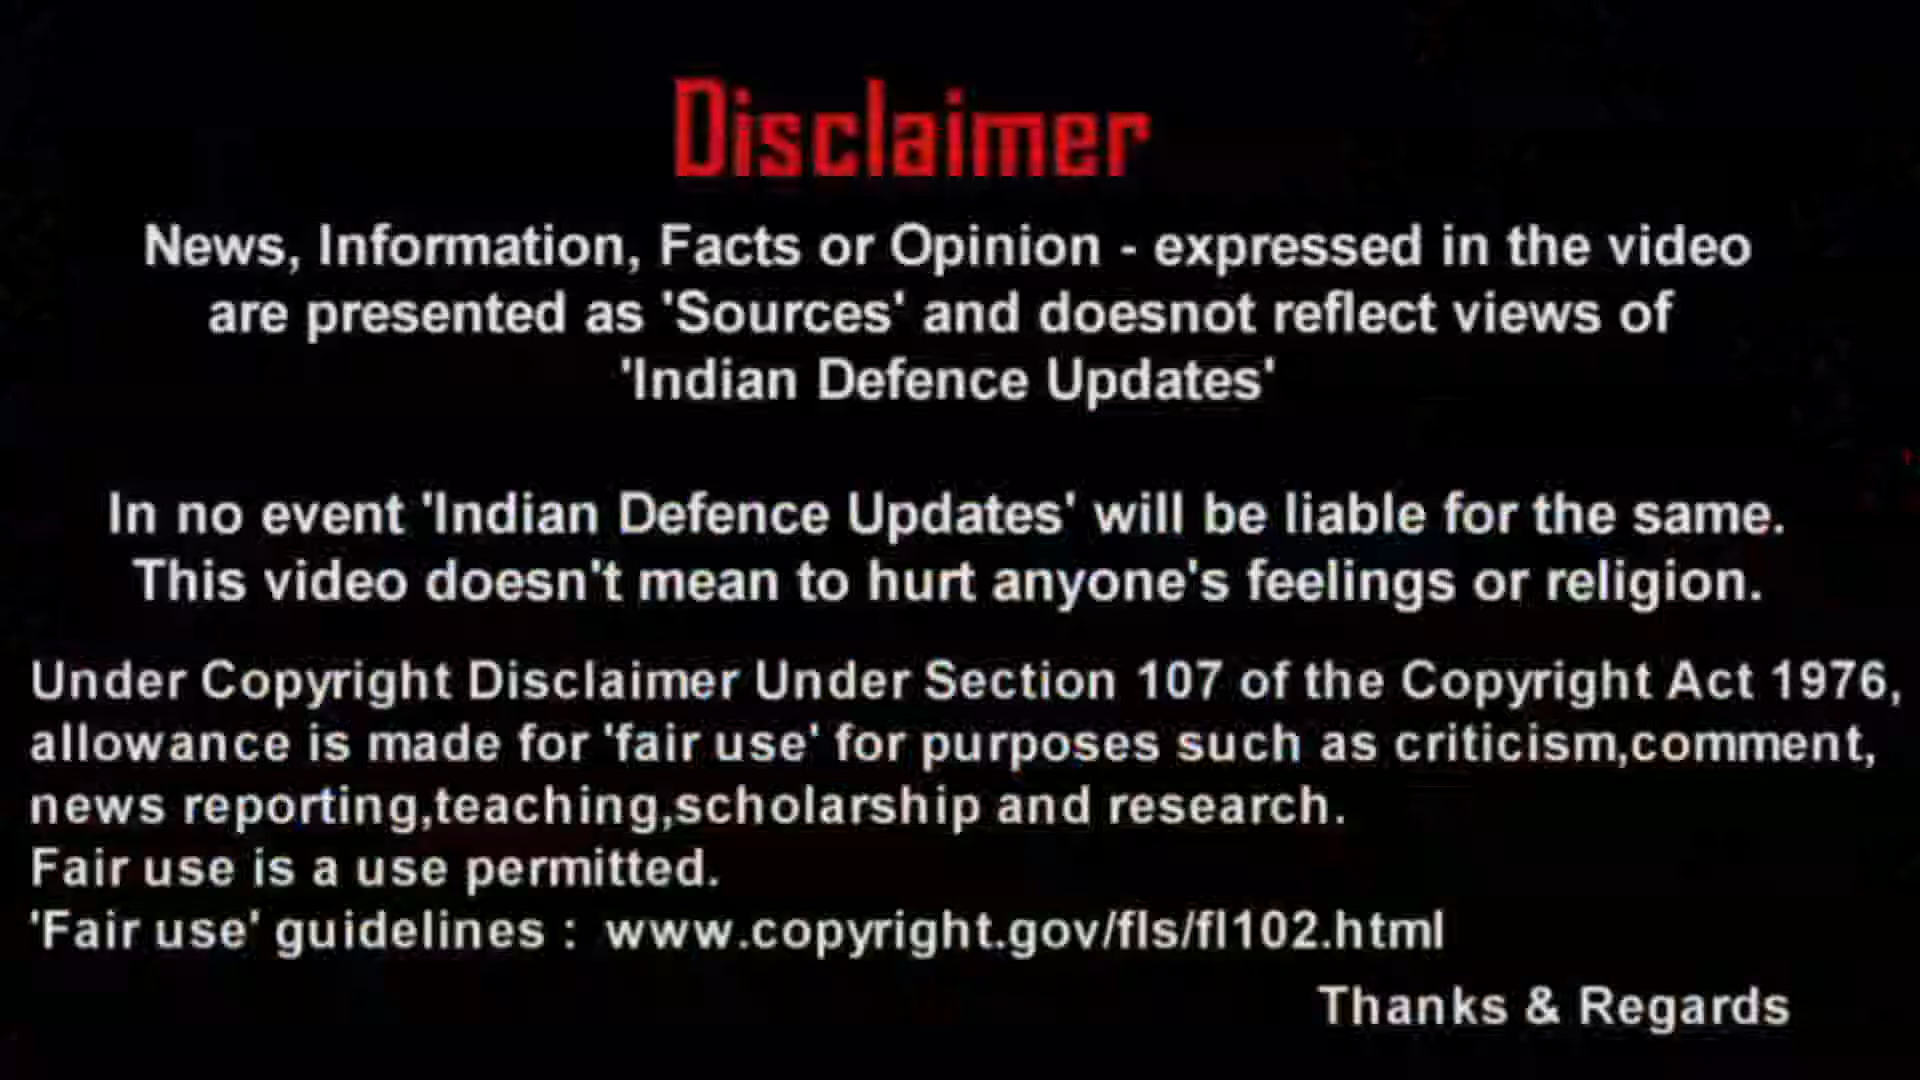 Disclaimer
News, Information, Facts or Opinion - expressed in the video
are presented as 'Sources' and doesnot reflect views of
'Indian Defence Updates'
In no event 'Indian Defence Updates' will be liable for the same.
This video doesn't mean to hurt anyone's feelings or religion.
Under Copyright Disclaimer Under Section 107 of the Copyright Act 1976,
allowance is made for 'fair use' for purposes such as criticism,comment,
news reporting,teaching,scholarship and research.
Fair use is a use permitted.
'Fair use' guidelines : www.copyright.gov/fls/fl102.html
Thanks & Regards